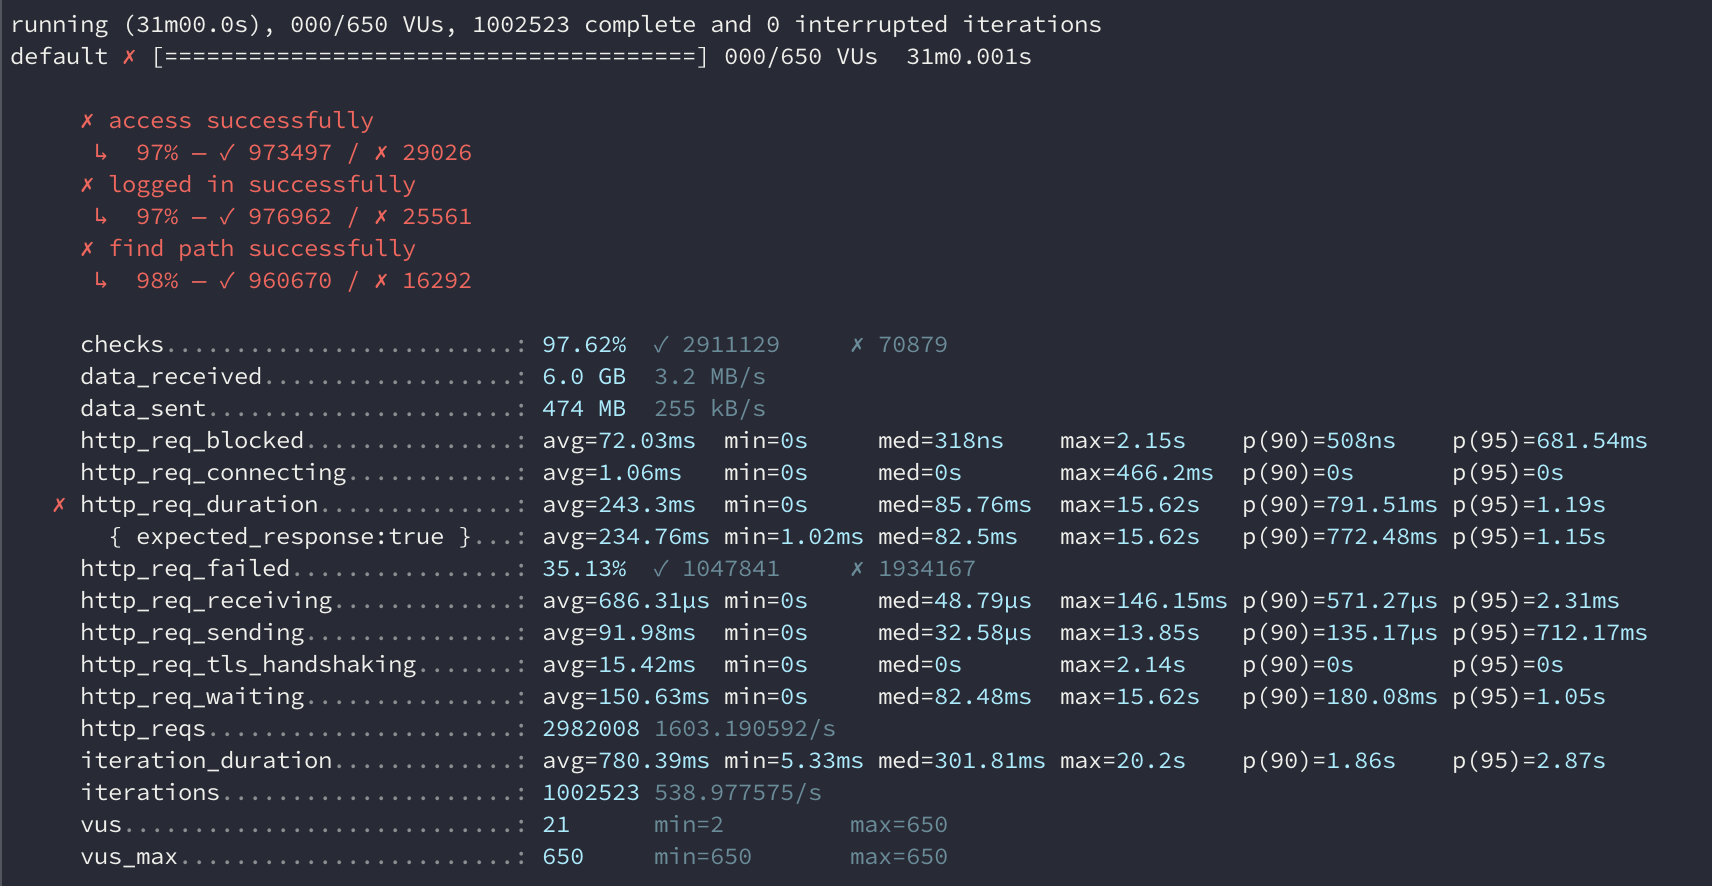 running (31m00.0s), 000/650 VUs, 1002523 complete and 0 interrupted iterations
default ✗ [======================================] 000/650 VUs  31m0.001s

     ✗ access successfully
      ↳  97% — ✓ 973497 / ✗ 29026
     ✗ logged in successfully
      ↳  97% — ✓ 976962 / ✗ 25561
     ✗ find path successfully
      ↳  98% — ✓ 960670 / ✗ 16292

     checks.........................: 97.62%  ✓ 2911129     ✗ 70879
     data_received..................: 6.0 GB  3.2 MB/s
     data_sent......................: 474 MB  255 kB/s
     http_req_blocked...............: avg=72.03ms  min=0s     med=318ns    max=2.15s    p(90)=508ns    p(95)=681.54ms
     http_req_connecting............: avg=1.06ms   min=0s     med=0s       max=466.2ms  p(90)=0s       p(95)=0s
   ✗ http_req_duration..............: avg=243.3ms  min=0s     med=85.76ms  max=15.62s   p(90)=791.51ms p(95)=1.19s
       { expected_response:true }...: avg=234.76ms min=1.02ms med=82.5ms   max=15.62s   p(90)=772.48ms p(95)=1.15s
     http_req_failed................: 35.13%  ✓ 1047841     ✗ 1934167
     http_req_receiving.............: avg=686.31µs min=0s     med=48.79µs  max=146.15ms p(90)=571.27µs p(95)=2.31ms
     http_req_sending...............: avg=91.98ms  min=0s     med=32.58µs  max=13.85s   p(90)=135.17µs p(95)=712.17ms
     http_req_tls_handshaking.......: avg=15.42ms  min=0s     med=0s       max=2.14s    p(90)=0s       p(95)=0s
     http_req_waiting...............: avg=150.63ms min=0s     med=82.48ms  max=15.62s   p(90)=180.08ms p(95)=1.05s
     http_reqs......................: 2982008 1603.190592/s
     iteration_duration.............: avg=780.39ms min=5.33ms med=301.81ms max=20.2s    p(90)=1.86s    p(95)=2.87s
     iterations.....................: 1002523 538.977575/s
     vus............................: 21      min=2         max=650
     vus_max........................: 650     min=650       max=650